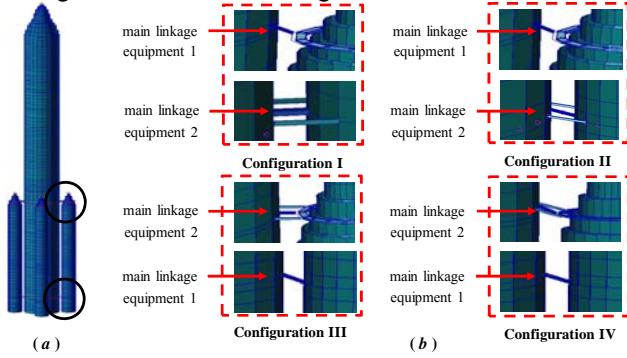 main linkage
equipment 1
main linkage
equipment 2
Configuration I
main linkage
equipment 1
main linkage
equipment 2
Configuration II
main linkage
equipment 2
main linkage
equipment 1
Configuration III
main linkage
equipment 2
main linkage
equipment 1
Configuration IV
( a )
( b )